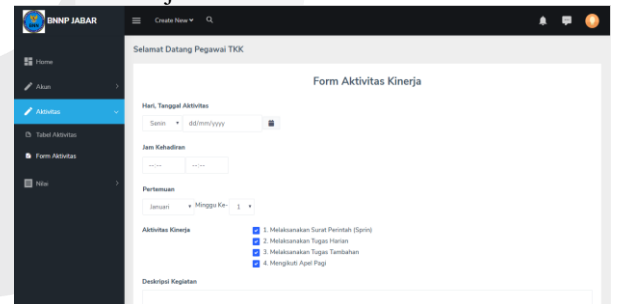 BNNP JABAR
Create New
Selamat Datang Pegawai TKK
Home
Akun
Aktivitas
Tabel Aktivitas
Form Aktivitas
Nilai
Form Aktivitas Kinerja
Hari, Tanggal Aktivitas
Senin dd/mm/yyyy
Jam Kehadiran
--:-- --:--
Pertemuan
Januari Minggu Ke- 1
Aktivitas Kinerja
1. Melaksanakan Surat Perintah (Sprin)
2. Melaksanakan Tugas Harian
3. Melaksanakan Tugas Tambahan
4. Mengikuti Apel Pagi
Deskripsi Kegiatan